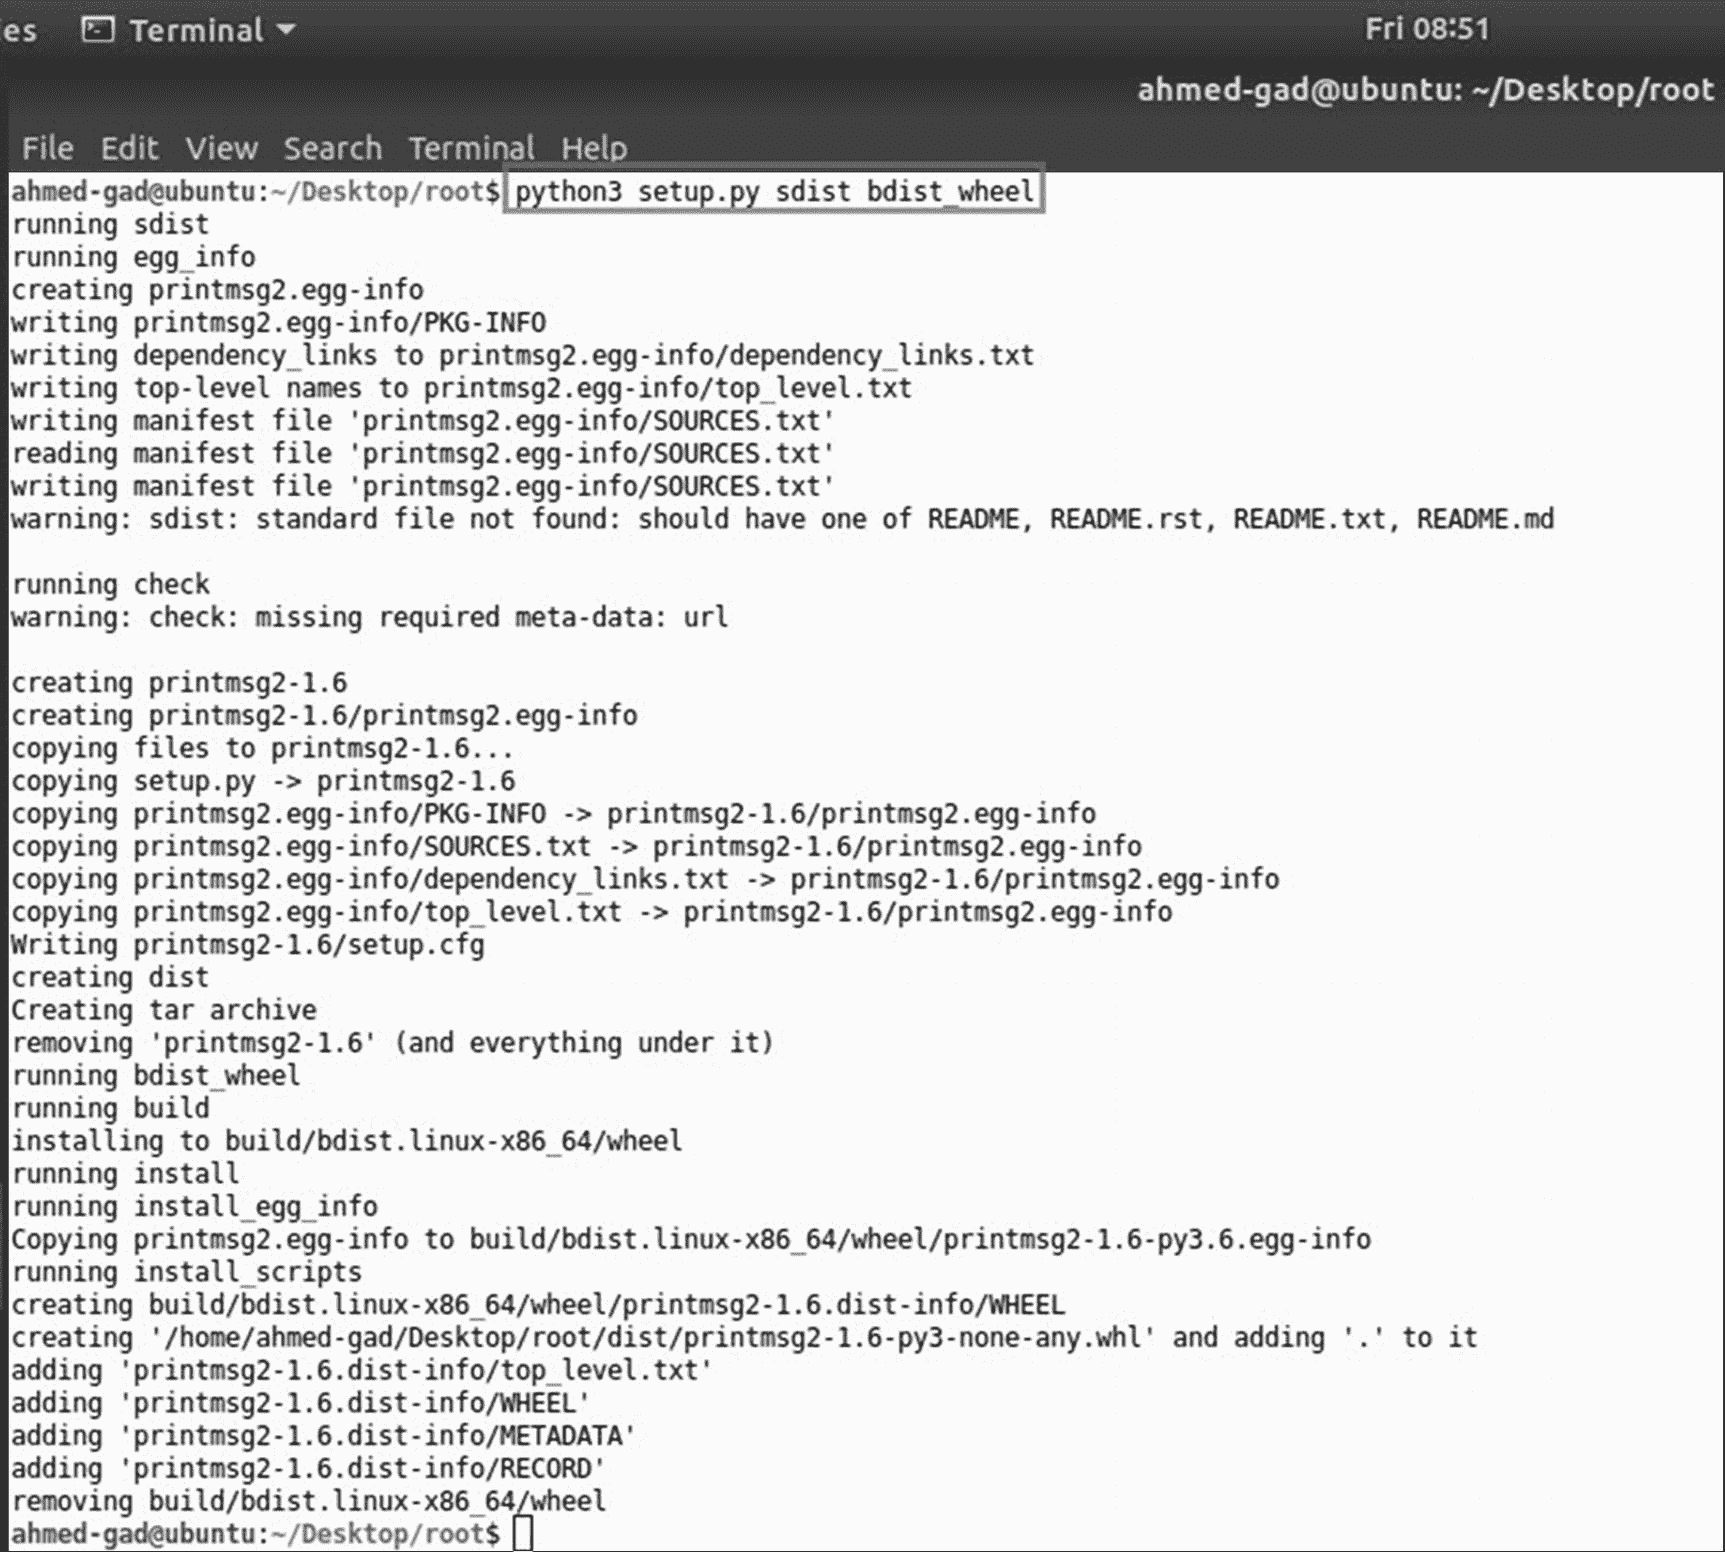 es Terminal Fri 08:51
ahmed-gad@ubuntu: ~/Desktop/root
File Edit View Search Terminal Help
ahmed-gad@ubuntu:~/Desktop/root$ python3 setup.py sdist bdist_wheel
running sdist
running egg_info
creating printmsg2.egg-info
writing printmsg2.egg-info/PKG-INFO
writing dependency_links to printmsg2.egg-info/dependency_links.txt
writing top-level names to printmsg2.egg-info/top_level.txt
writing manifest file 'printmsg2.egg-info/SOURCES.txt'
reading manifest file 'printmsg2.egg-info/SOURCES.txt'
writing manifest file 'printmsg2.egg-info/SOURCES.txt'
warning: sdist: standard file not found: should have one of README, README.rst, README.txt, README.md
running check
warning: check: missing required meta-data: url
creating printmsg2-1.6
creating printmsg2-1.6/printmsg2.egg-info
copying files to printmsg2-1.6...
copying setup.py -> printmsg2-1.6
copying printmsg2.egg-info/PKG-INFO -> printmsg2-1.6/printmsg2.egg-info
copying printmsg2.egg-info/SOURCES.txt -> printmsg2-1.6/printmsg2.egg-info
copying printmsg2.egg-info/dependency_links.txt -> printmsg2-1.6/printmsg2.egg-info
copying printmsg2.egg-info/top_level.txt -> printmsg2-1.6/printmsg2.egg-info
Writing printmsg2-1.6/setup.cfg
creating dist
Creating tar archive
removing 'printmsg2-1.6' (and everything under it)
running bdist_wheel
running build
installing to build/bdist.linux-x86_64/wheel
running install
running install_egg_info
Copying printmsg2.egg-info to build/bdist.linux-x86_64/wheel/printmsg2-1.6-py3.6.egg-info
running install_scripts
creating build/bdist.linux-x86_64/wheel/printmsg2-1.6.dist-info/WHEEL
creating '/home/ahmed-gad/Desktop/root/dist/printmsg2-1.6-py3-none-any.whl' and adding '.' to it
adding 'printmsg2-1.6.dist-info/top_level.txt'
adding 'printmsg2-1.6.dist-info/WHEEL'
adding 'printmsg2-1.6.dist-info/METADATA'
adding 'printmsg2-1.6.dist-info/RECORD'
removing build/bdist.linux-x86_64/wheel
ahmed-gad@ubuntu:~/Desktop/root$